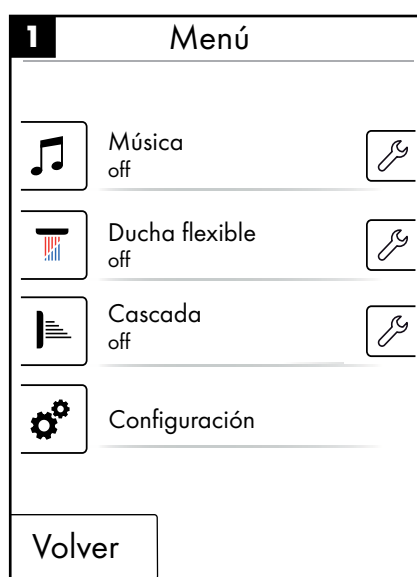 1
Menú
Música
off
Ducha flexible
off
Cascada
off
Configuración
Volver